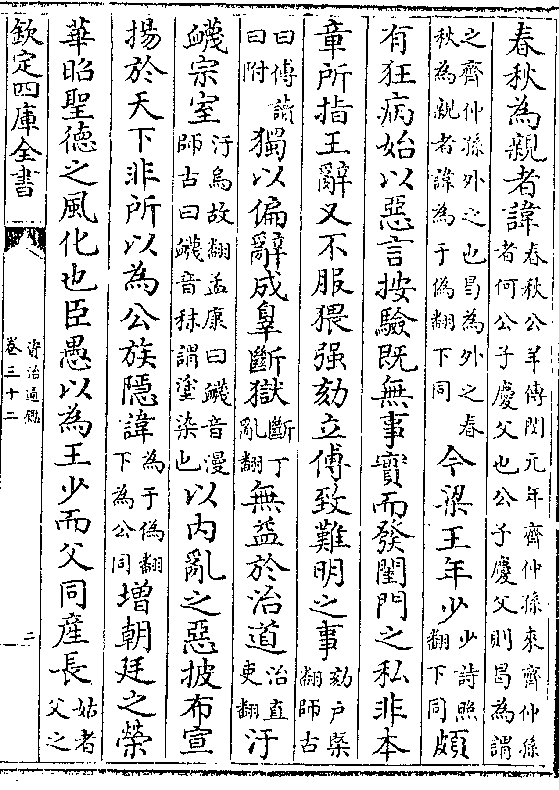 春秋為親者諱春秋公羊傳閔元年齊仲孫來齊仲孫者何公子慶父也公子慶父則曷為謂
之齊仲孫外之也曷為外之春秋為親者諱為于偽翻下同今梁王年少少詩照翻下同頗
有狂病始以惡言按驗既無事實而發閨門之私非本
章所指王辭又不服猥强劾立傅致難明之事劾戶槩翻師古
曰傅讀曰附獨以偏辭成辠斷獄斷丁亂翻無益於治道治直吏翻汙
衊宗室汙烏故翻孟康曰衊音漫師古曰衊音秣謂塗染也以內亂之惡披布宣
揚於天下非所以為公族隱諱為于偽翻下為公同增朝廷之榮
華昭聖德之風化也臣愚以為王少而父同産長姑者父之
欽定四庫全書
資治通鑑
卷三十二
二